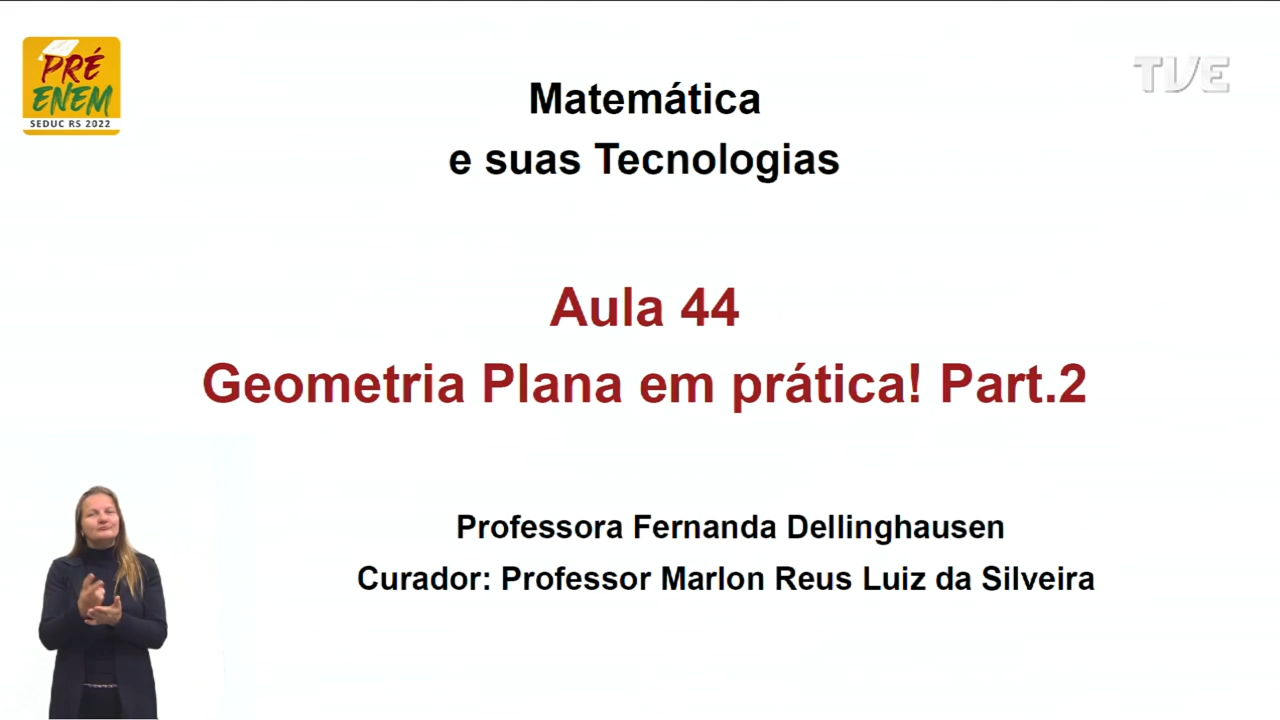 PRÉ
ENEM
SEDUC RS 2022
TVE
Matemática
e suas Tecnologias
Aula 44
Geometria Plana em prática! Part.2
Professora Fernanda Dellinghausen
Curador: Professor Marlon Reus Luiz da Silveira